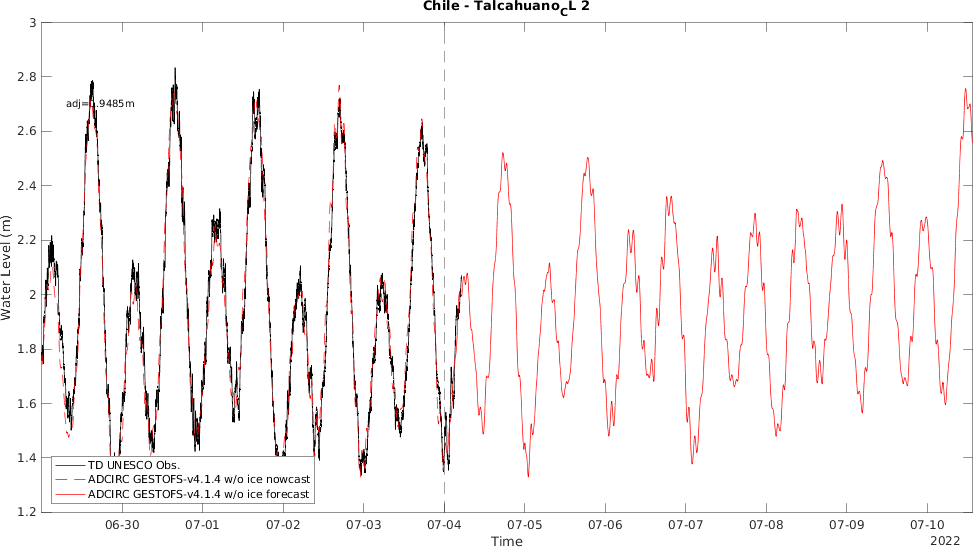 Chile - TalcahuanoCL 2
3
2.8
adj=1.9485m
2.6
2.4
2.2
Water Level (m)
2
1.8
1.6
1.4
1.2
TD UNESCO Obs.
ADCIRC GESTOFS-v4.1.4 w/o ice nowcast
ADCIRC GESTOFS-v4.1.4 w/o ice forecast
06-30 07-01 07-02 07-03 07-04 07-05 07-06 07-07 07-08 07-09 07-10
Time
2022